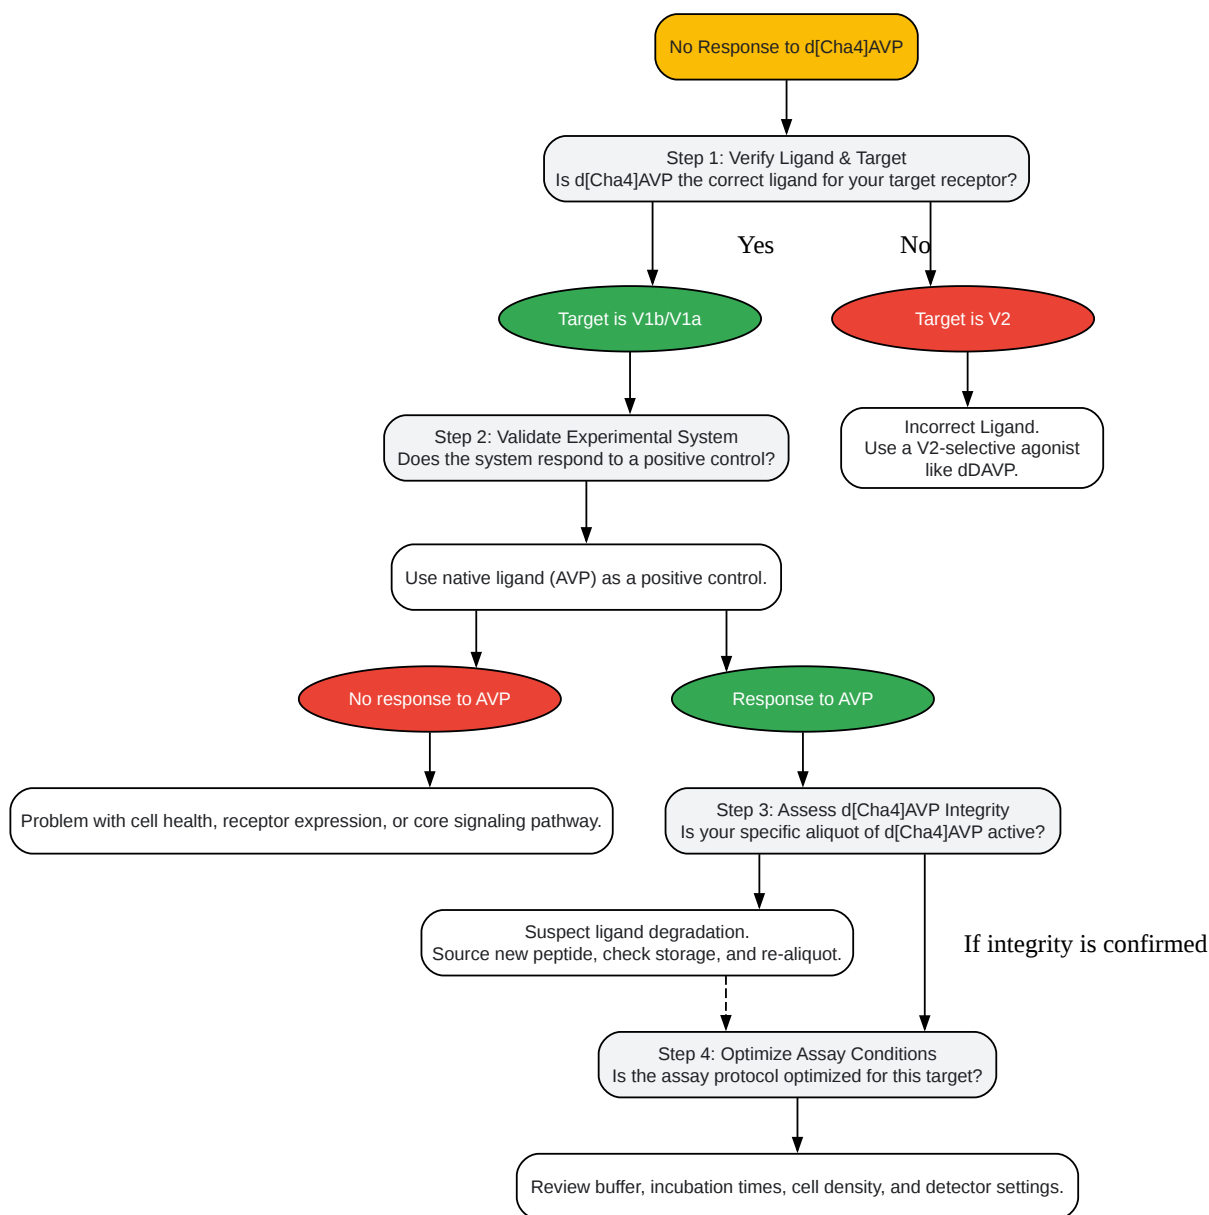 No Response to d[Cha4]AVP
Step 1: Verify Ligand & Target
Is d[Cha4]AVP the correct ligand for your target receptor?
Yes
No
Target is V1b/V1a
Target is V2
Incorrect Ligand.
Use a V2-selective agonist
like dDAVP.
Step 2: Validate Experimental System
Does the system respond to a positive control?
Use native ligand (AVP) as a positive control.
No response to AVP
Response to AVP
Problem with cell health, receptor expression, or core signaling pathway.
Step 3: Assess d[Cha4]AVP Integrity
Is your specific aliquot of d[Cha4]AVP active?
Suspect ligand degradation.
Source new peptide, check storage, and re-aliquot.
If integrity is confirmed
Step 4: Optimize Assay Conditions
Is the assay protocol optimized for this target?
Review buffer, incubation times, cell density, and detector settings.